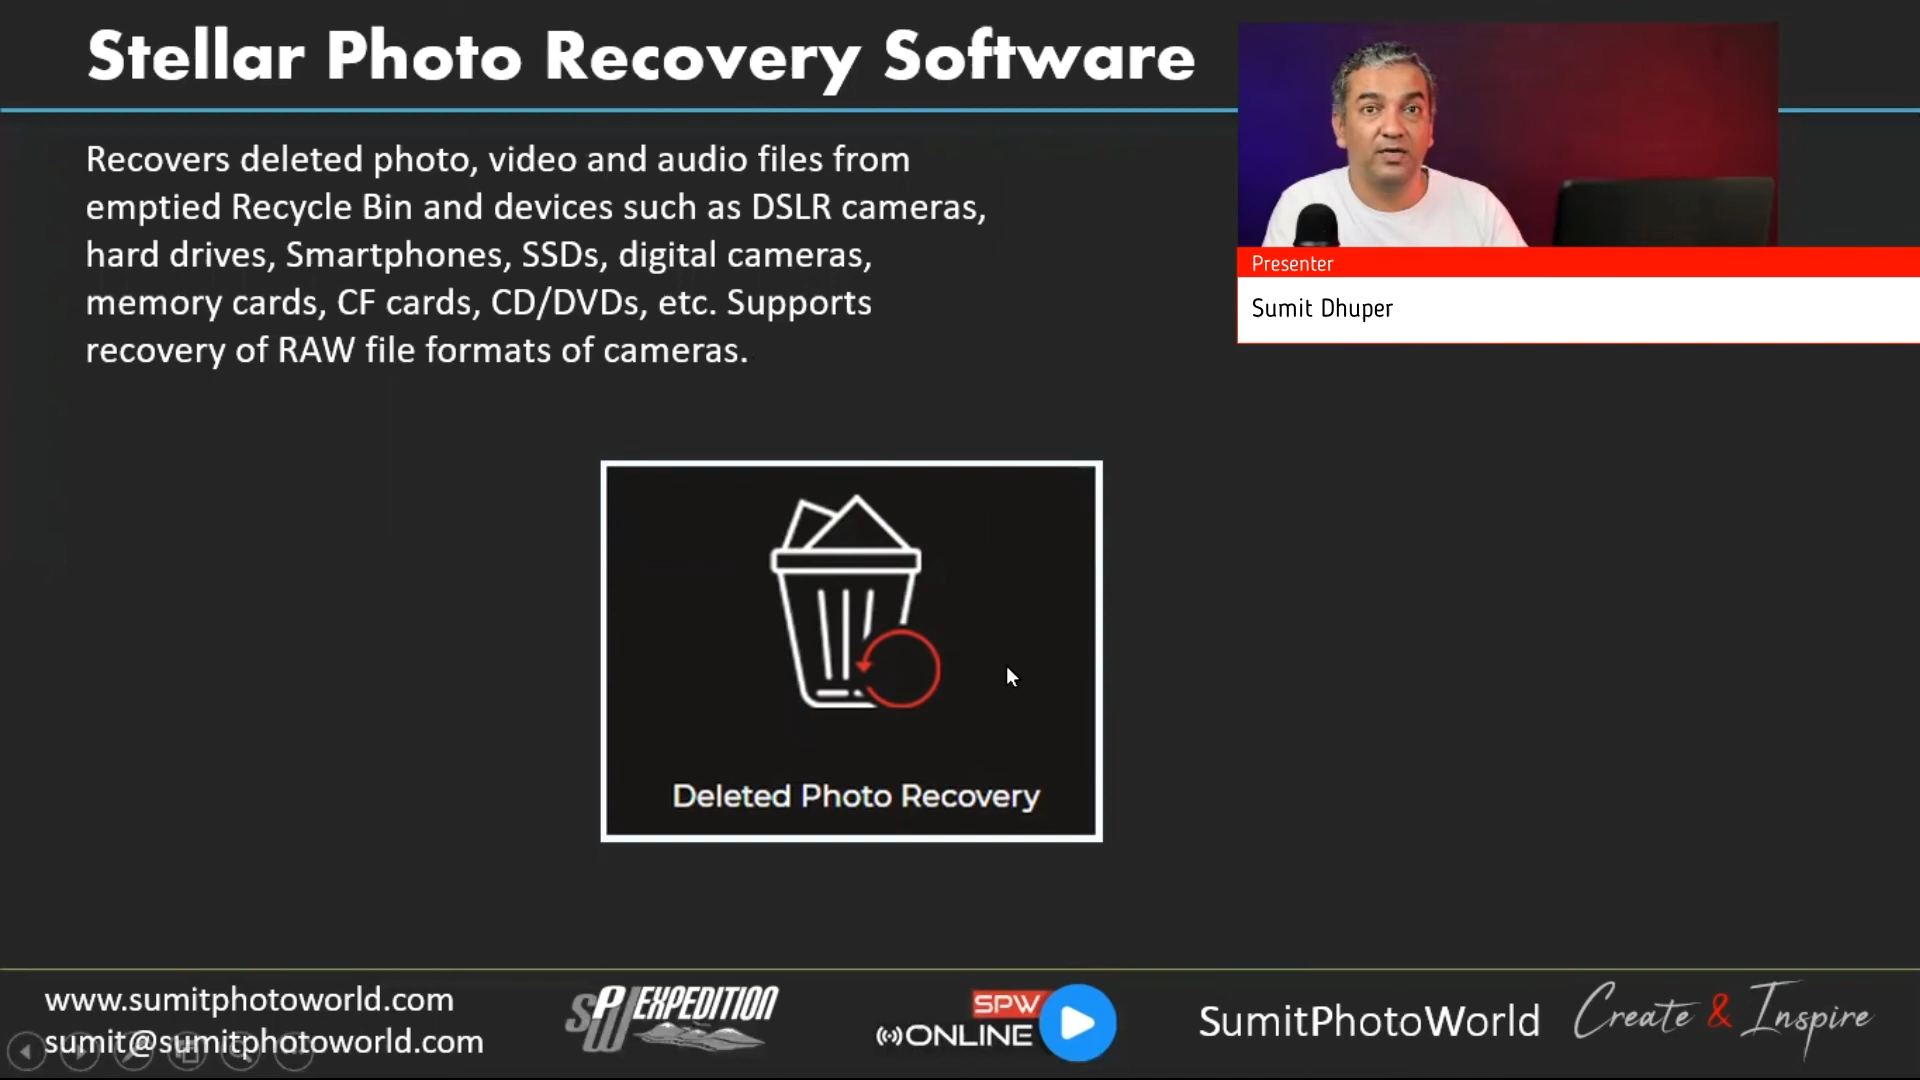 Stellar Photo Recovery Software
Recovers deleted photo, video and audio files from
emptied Recycle Bin and devices such as DSLR cameras,
hard drives, Smartphones, SSDs, digital cameras,
memory cards, CF cards, CD/DVDs, etc. Supports
recovery of RAW file formats of cameras.
Presenter
Sumit Dhuper
Deleted Photo Recovery
www.sumitphotoworld.com
sumit@sumitphotoworld.com
SPW EXPEDITION
SPW
ONLINE
SumitPhotoWorld
Create & Inspire